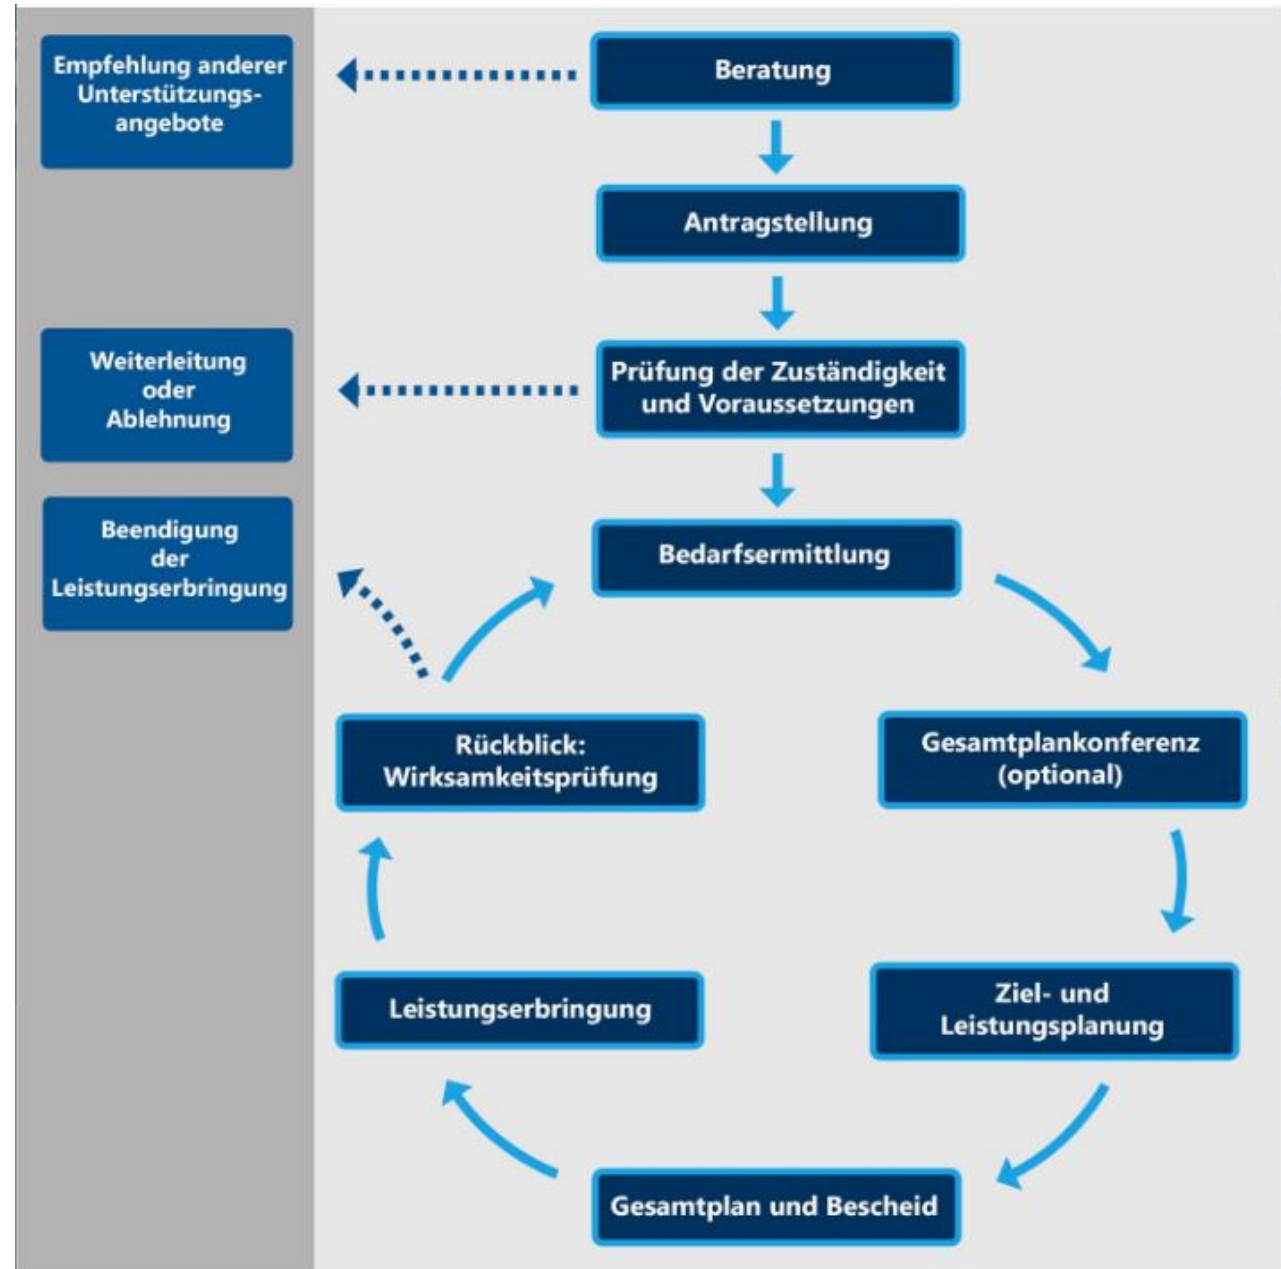 Empfehlung anderer
Unterstützungs-
angebote
Beratung
Antragstellung
Weiterleitung
oder
Ablehnung
Prüfung der Zuständigkeit
und Voraussetzungen
Beendigung
der
Leistungserbringung
Bedarfsermittlung
Rückblick:
Wirksamkeitsprüfung
Gesamtplankonferenz
(optional)
Leistungserbringung
Ziel- und
Leistungsplanung
Gesamtplan und Bescheid